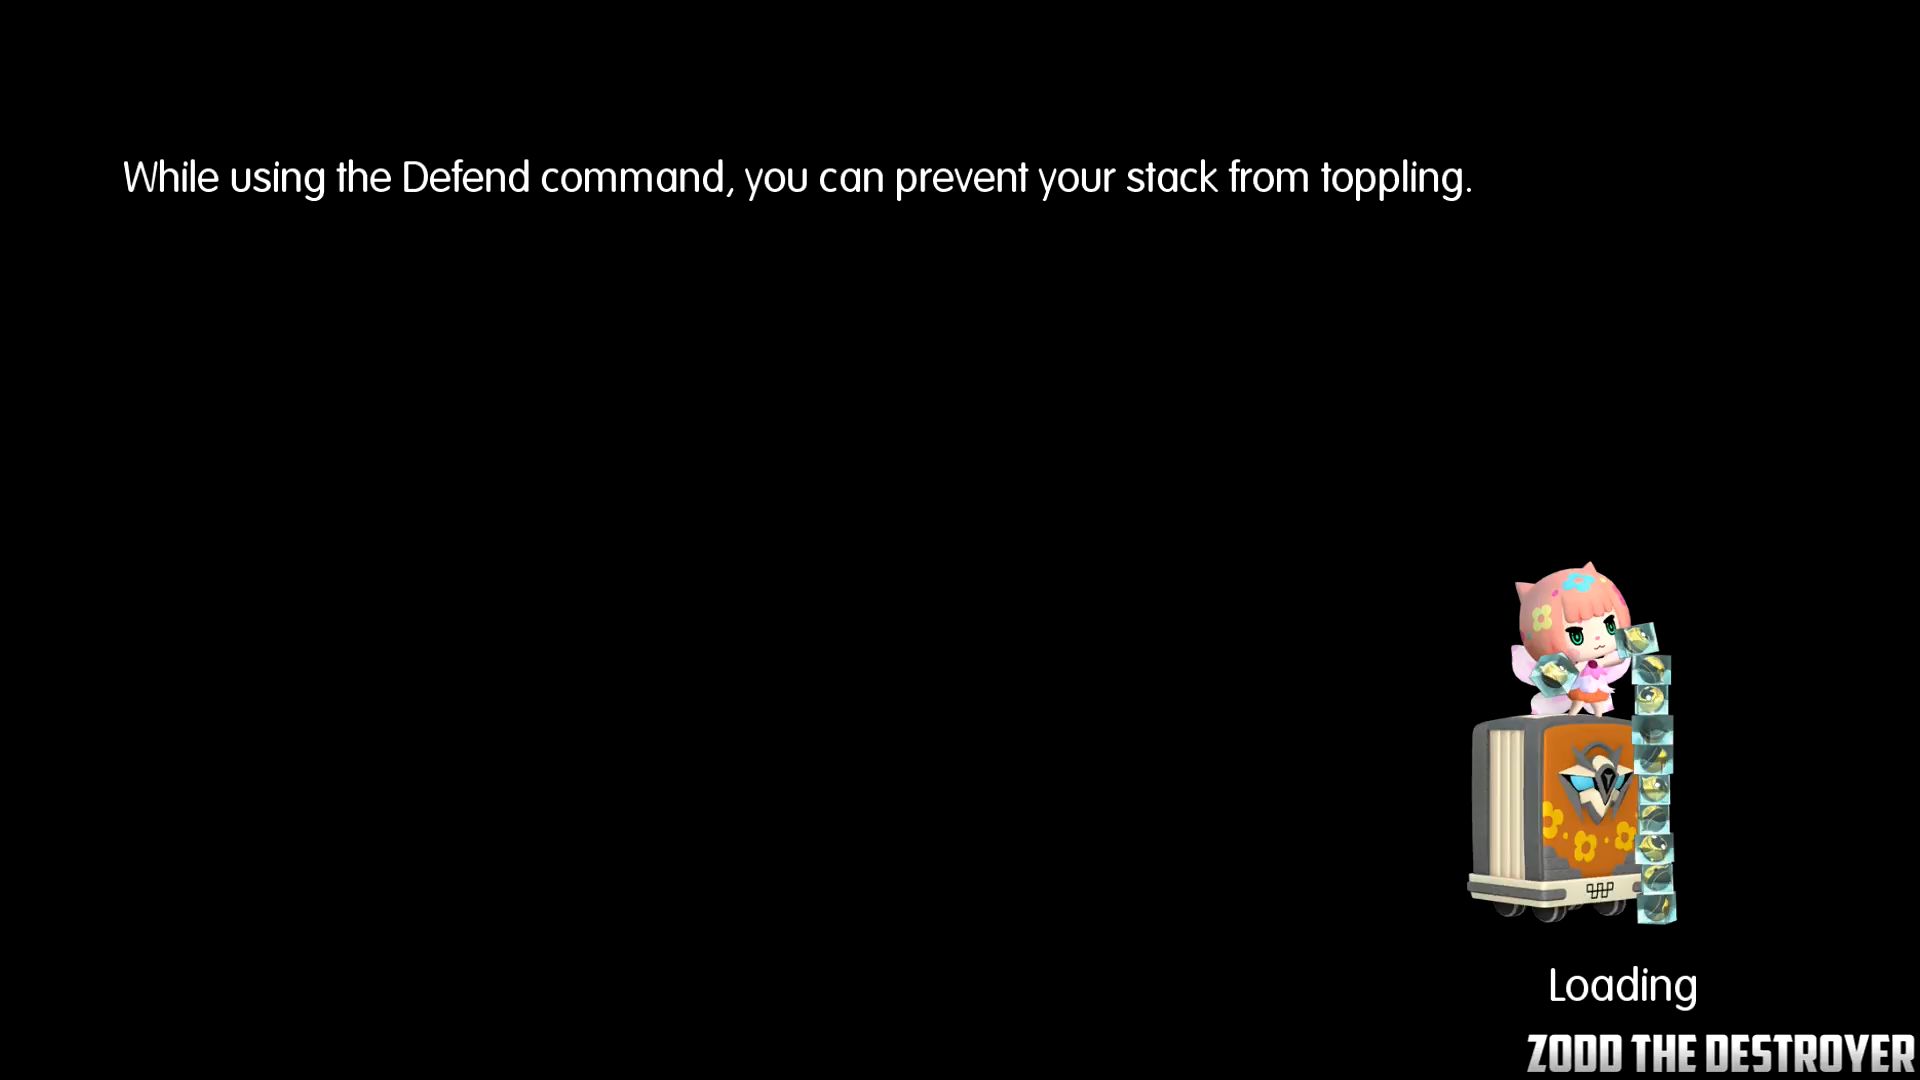 While using the Defend command, you can prevent your stack from toppling.
Loading
ZODD THE DESTROYER